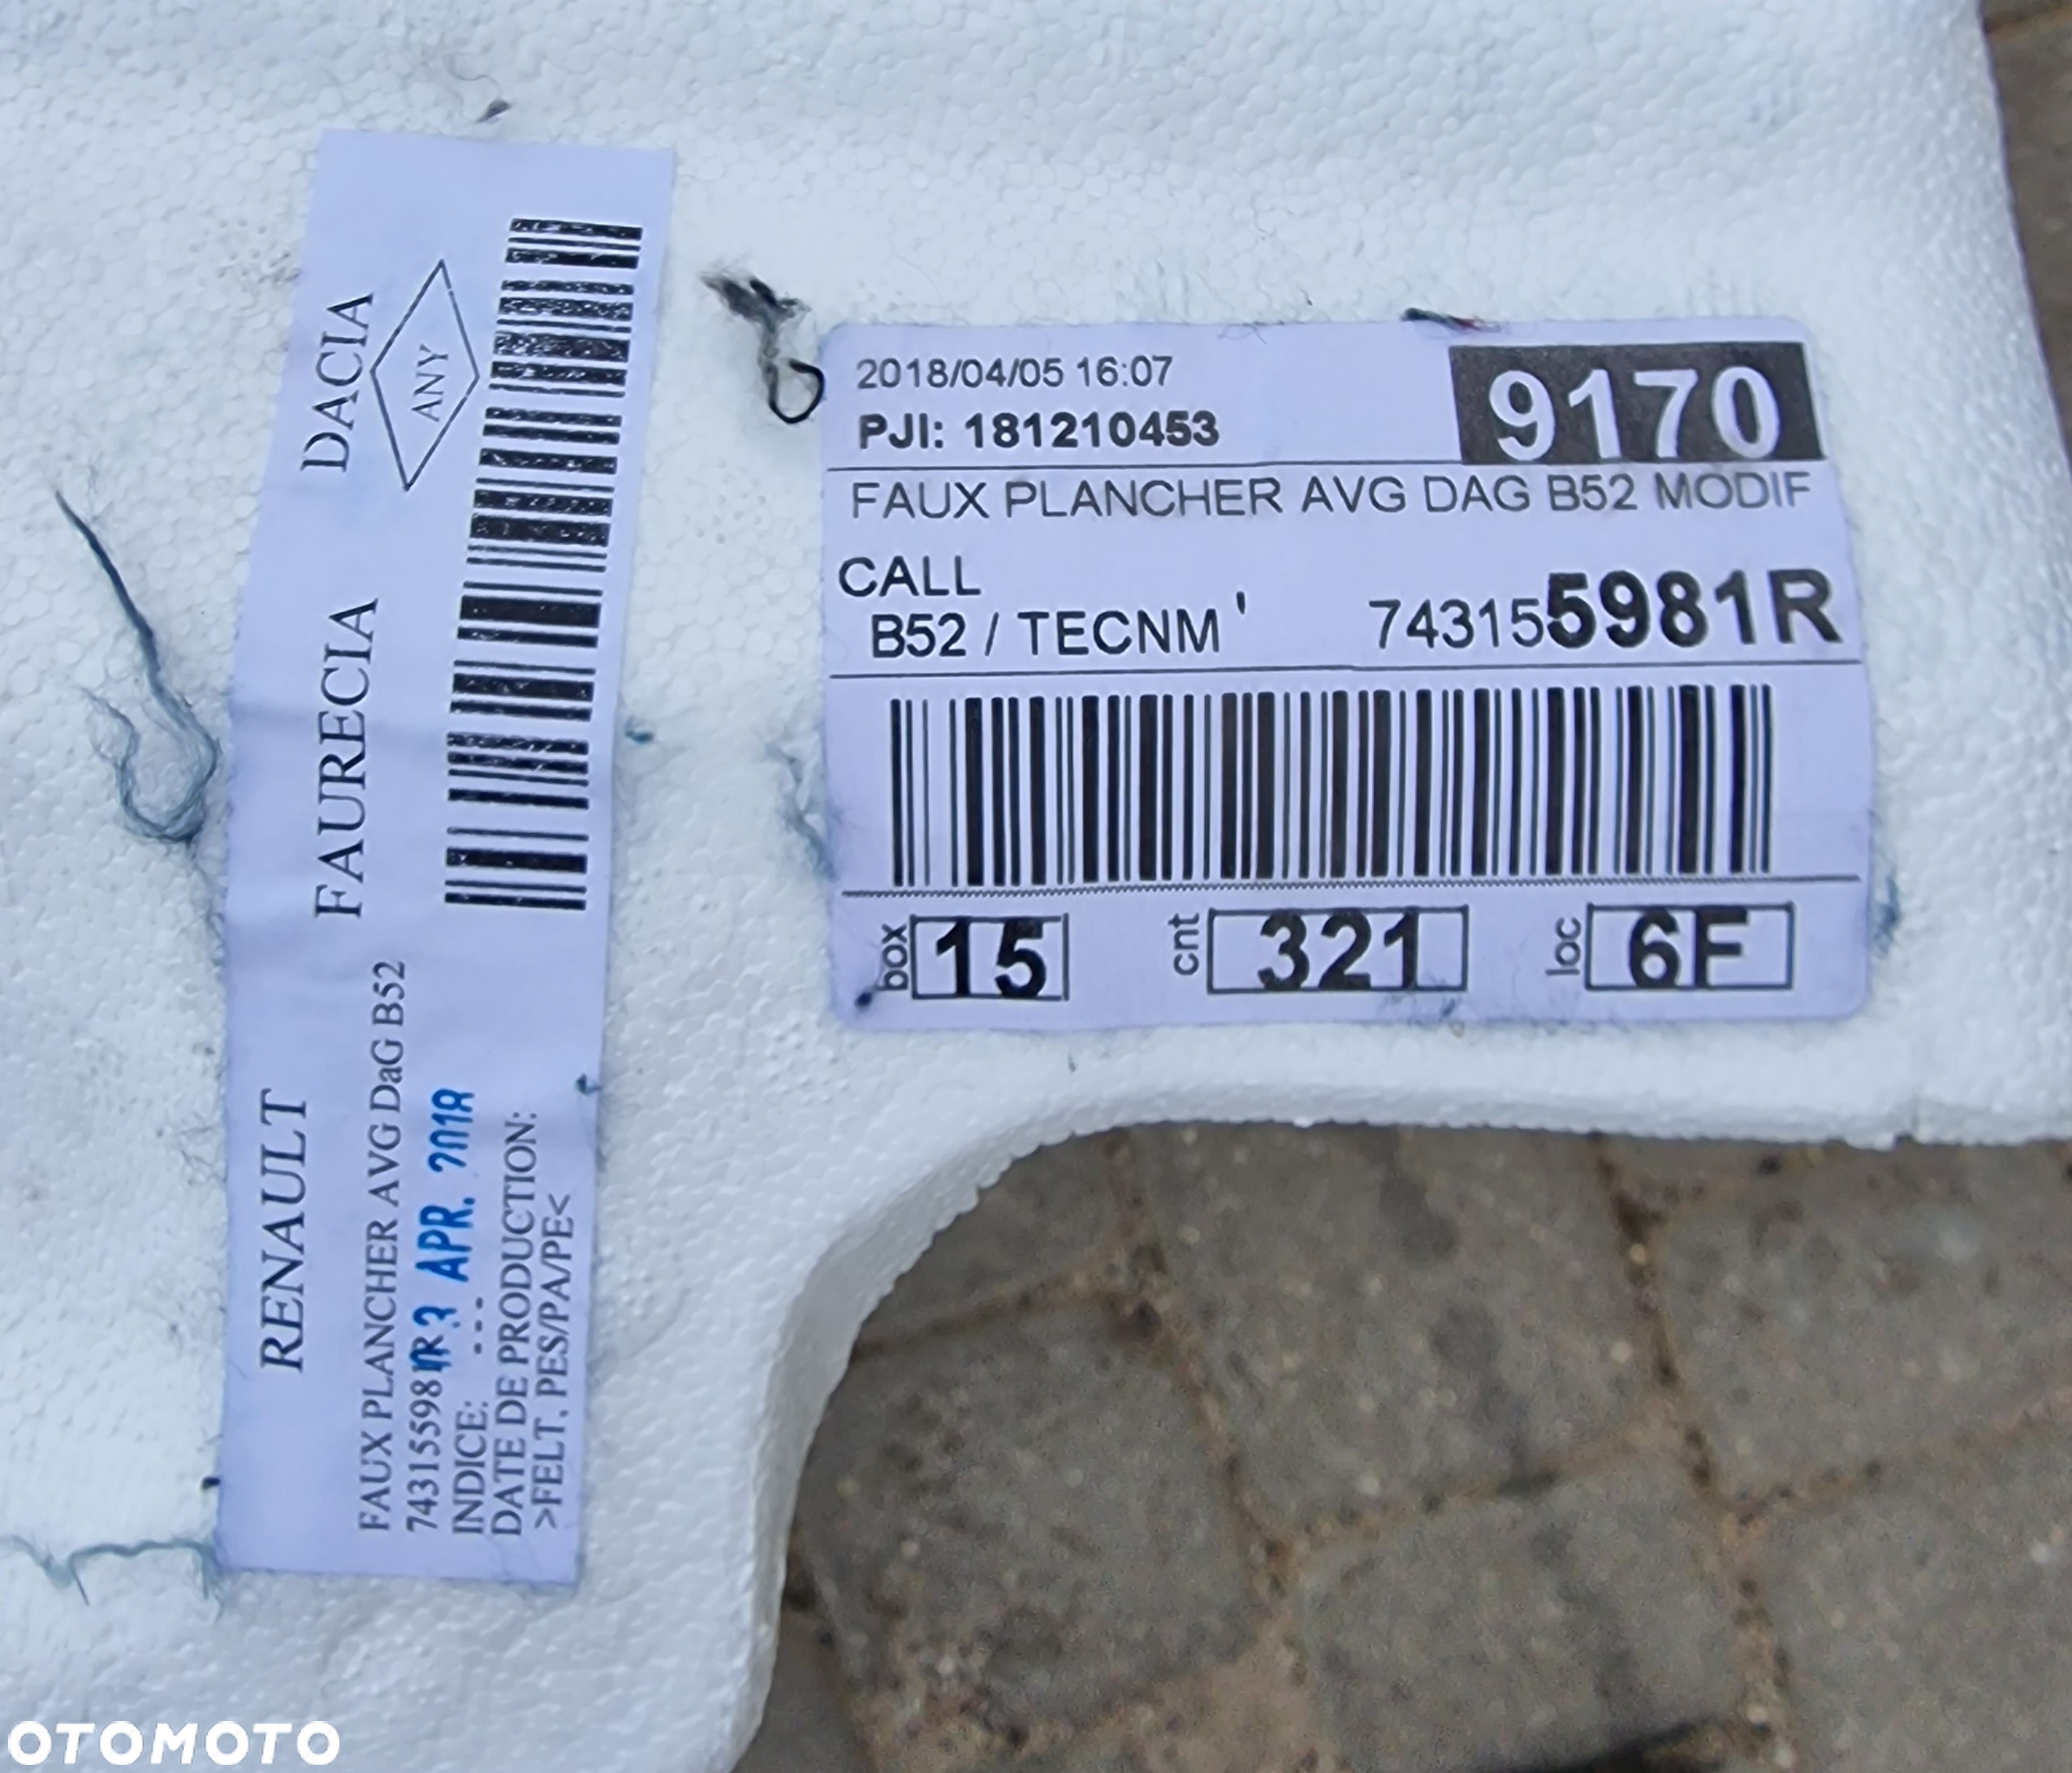 RENAULT
FAURECIA
DACIA
ANY
FAUX PLANCHER AVG DaG B52
743155981R
APR. 2018
INDICE: ---
DATE DE PRODUCTION:
>FELT. PES/PA/PE<
2018/04/05 16:07
PJI: 181210453
9170
FAUX PLANCHER AVG DAG B52 MODIF
CALL
B52 / TECNM '
743155981R
box 15
cnt 321
loc 6F
OTOMOTO